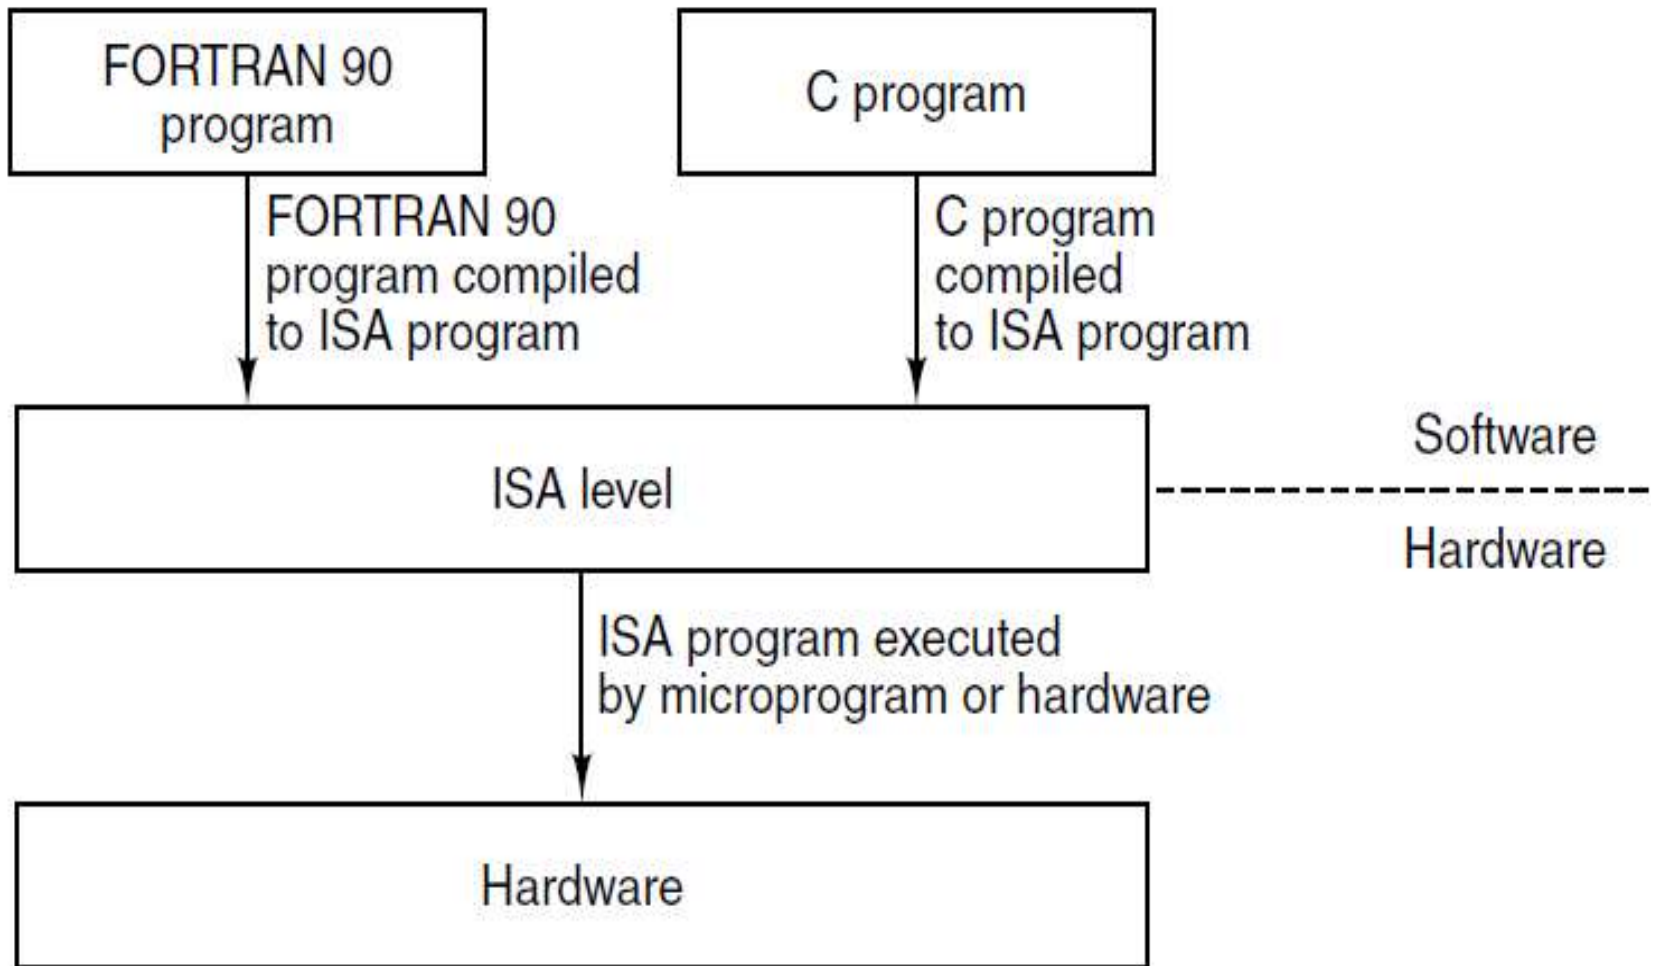 FORTRAN 90
program
C program
FORTRAN 90
program compiled
to ISA program
C program
compiled
to ISA program
ISA level
Software
Hardware
ISA program executed
by microprogram or hardware
Hardware